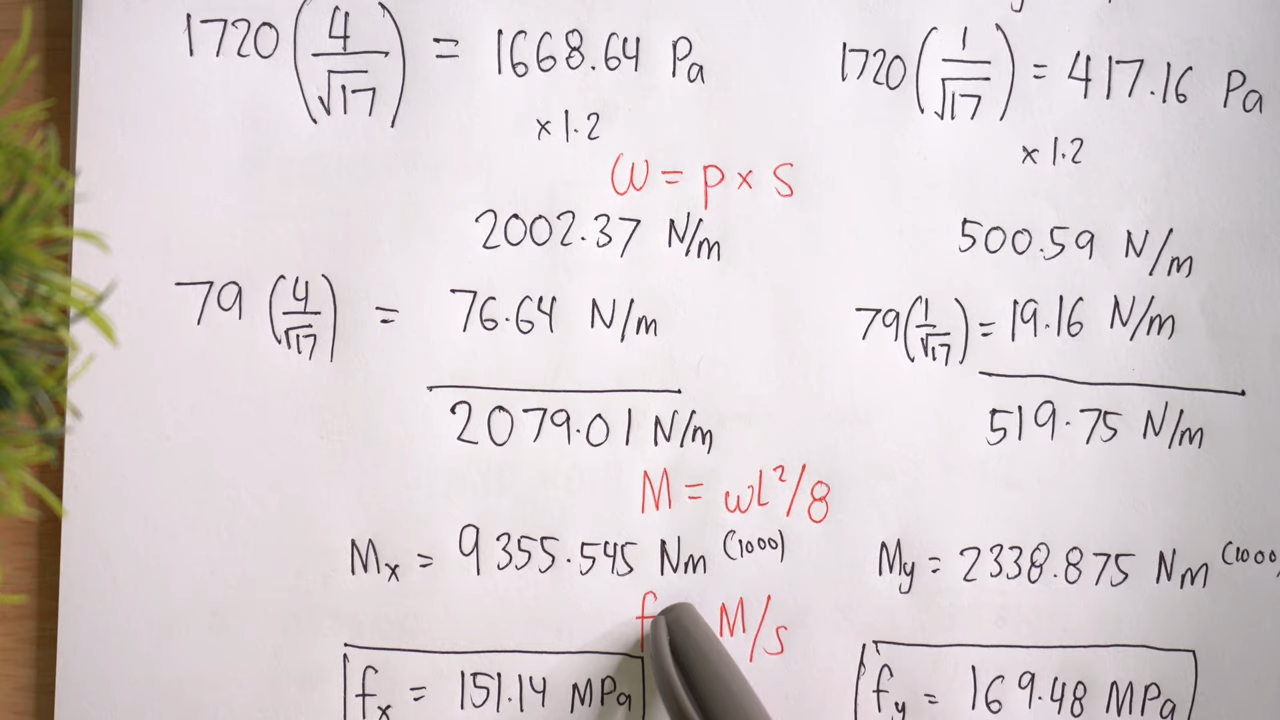 1720 (4/√17) = 1668.64 Pa
x 1.2
ω = p x s
2002.37 N/m
79 (4/√17) = 76.64 N/m
2079.01 N/m
M = ωL²/8
Mx = 9355.545 Nm (1000)
M/s
fx = 151.14 MPa
1720 (1/√17) = 417.16 Pa
x 1.2
500.59 N/m
79(1/√17) = 19.16 N/m
519.75 N/m
My = 2338.875 Nm (1000)
fy = 169.48 MPa